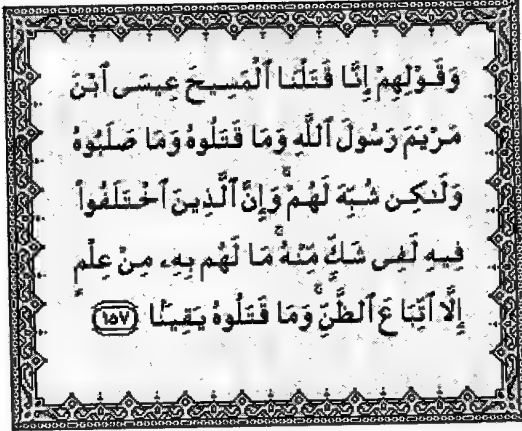 وَقَوْلِهِمْ إِنَّا قَتَلْنَا ٱلْمَسِيحَ عِيسَى ٱبْنَ
مَرْيَمَ رَسُولَ ٱللَّهِ وَمَا قَتَلُوهُ وَمَا صَلَبُوهُ
وَلَٰكِن شُبِّهَ لَهُمْ ۚ وَإِنَّ ٱلَّذِينَ ٱخْتَلَفُوا۟
فِيهِ لَفِى شَكٍّ مِّنْهُ ۚ مَا لَهُم بِهِۦ مِنْ عِلْمٍ
إِلَّا ٱتِّبَاعَ ٱلظَّنِّ ۚ وَمَا قَتَلُوهُ يَقِينًۢا ١٥٧